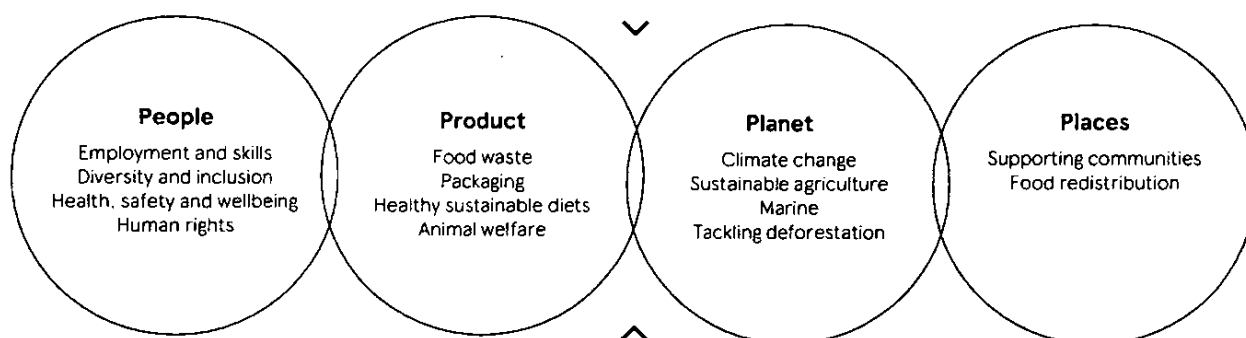 People
Employment and skills
Diversity and inclusion
Health, safety and wellbeing
Human rights
Product
Food waste
Packaging
Healthy sustainable diets
Animal welfare
Planet
Climate change
Sustainable agriculture
Marine
Tackling deforestation
Places
Supporting communities
Food redistribution